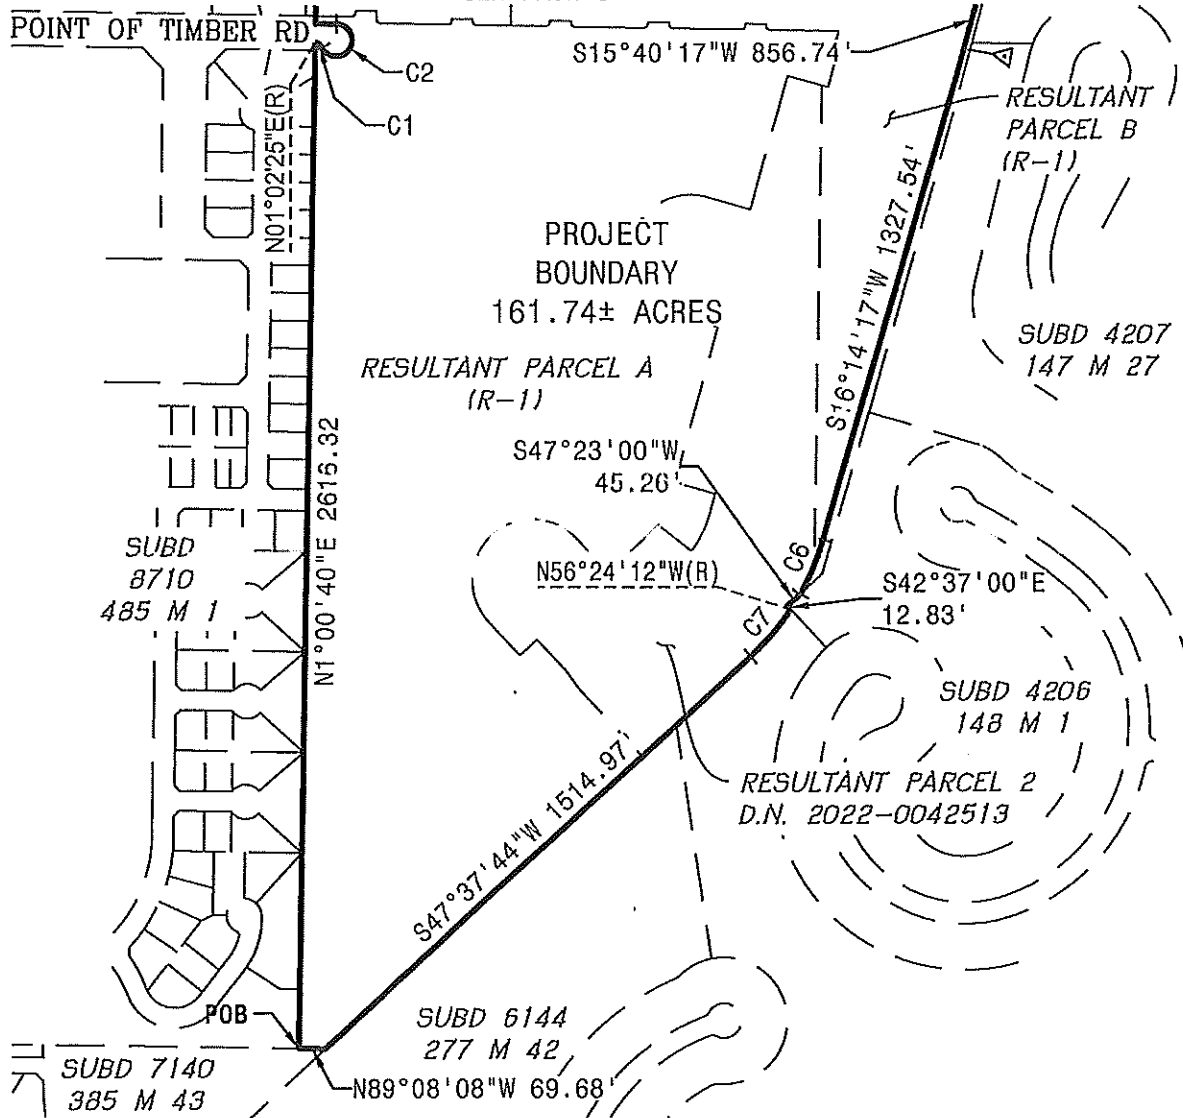 POINT OF TIMBER RD
S15°40'17"W 856.74'
C2
C1
N01°02'25"E(R)
RESULTANT
PARCEL B
(R-1)
PROJECT
BOUNDARY
161.74± ACRES
S16°14'17"W 1327.54'
SUBD 4207
147 M 27
RESULTANT PARCEL A
(R-1)
N1°00'40"E 2616.32
S47°23'00"W
45.26'
SUBD
8710
485 M 1
N56°24'12"W(R)
C6
S42°37'00"E
12.83'
C7
SUBD 4206
148 M 1
RESULTANT PARCEL 2
D.N. 2022-0042513
S47°37'44"W 1514.97'
POB
SUBD 6144
277 M 42
SUBD 7140
385 M 43
N89°08'08"W 69.68'